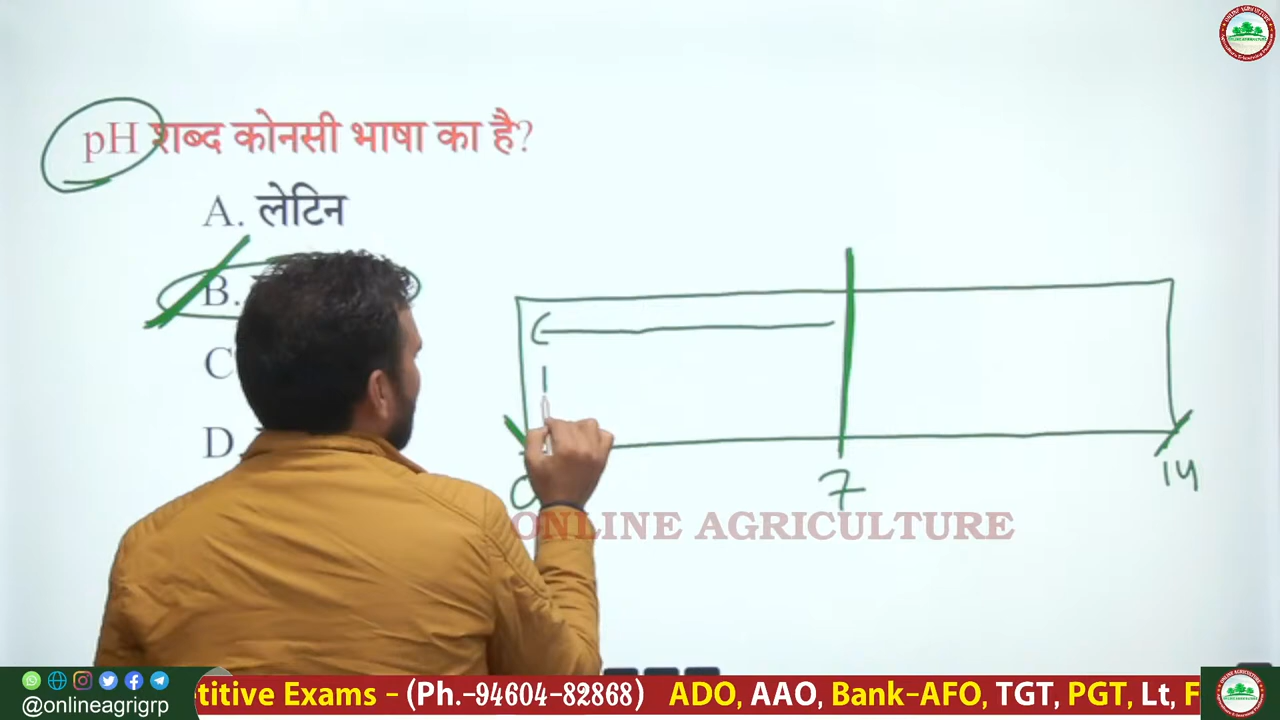 pH शब्द कोनसी भाषा का है?
A. लेटिन
B.
C
D.
0
7
14
ONLINE AGRICULTURE
@onlineagrigrp
titive Exams - (Ph.-94604-82868) ADO, AAO, Bank-AFO, TGT, PGT, Lt, F